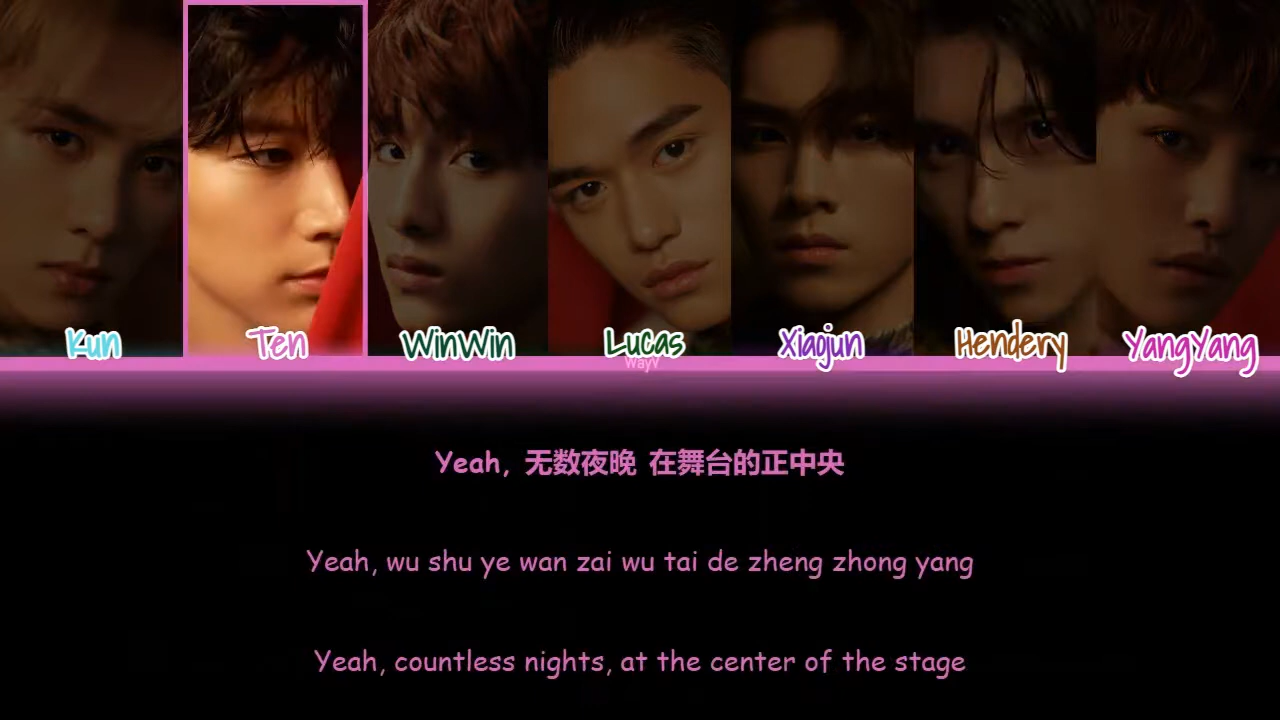 Kun Ten WinWin Lucas Xiaojun Hendery YangYang
WayV
Yeah, 无数夜晚 在舞台的正中央
Yeah, wu shu ye wan zai wu tai de zheng zhong yang
Yeah, countless nights, at the center of the stage